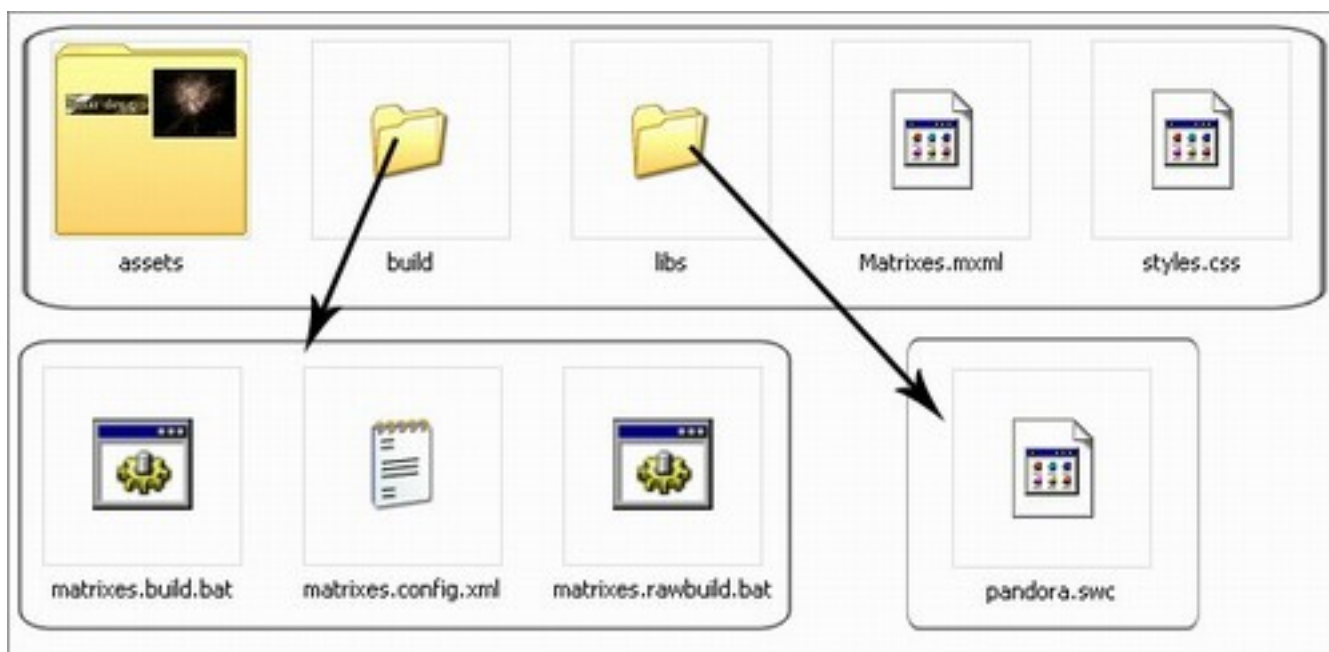 assets
build
libs
Matrixes.mxml
styles.css
matrixes.build.bat
matrixes.config.xml
matrixes.rawbuild.bat
pandora.swc